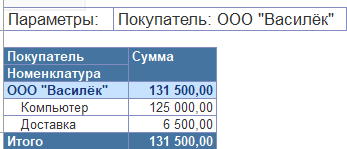 Параметры: Покупатель: ООО "Василёк"
Покупатель Сумма
Номенклатура
ООО "Василёк" 131 500,00
Компьютер 125 000,00
Доставка 6 500,00
Итого 131 500,00